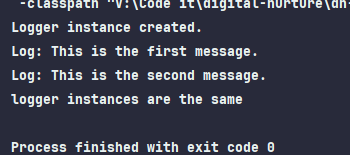 -classpath "V:\Code it\digital-nUrtUre\dn-
Logger instance created.
Log: This is the first message.
Log: This is the second message.
logger instances are the same
Process finished with exit code 0